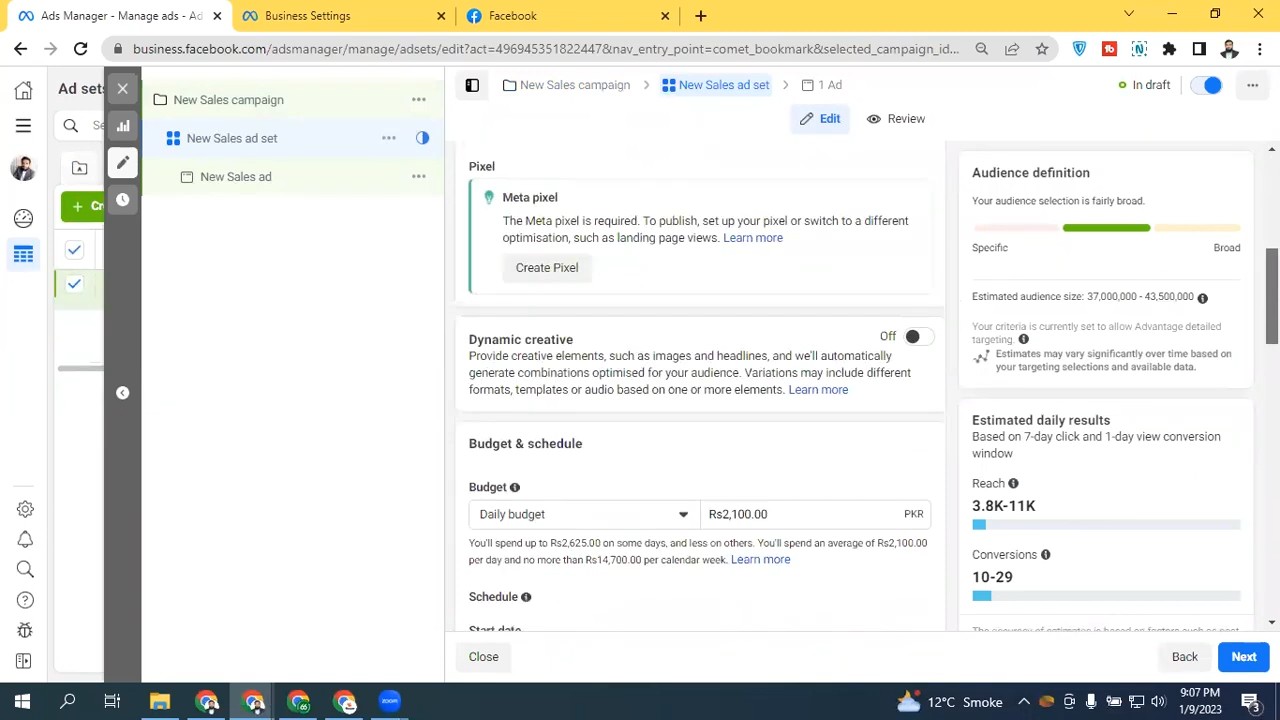 Ads Manager - Manage ads - Ad
Business Settings
Facebook
business.facebook.com/adsmanager/manage/adsets/edit?act=496945351822447&nav_entry_point=comet_bookmark&selected_campaign_id...
Ad sets
New Sales campaign
New Sales ad set
New Sales ad
New Sales campaign
New Sales ad set
1 Ad
In draft
Edit
Review
Pixel
Meta pixel
The Meta pixel is required. To publish, set up your pixel or switch to a different
optimisation, such as landing page views. Learn more
Create Pixel
Dynamic creative
Off
Provide creative elements, such as images and headlines, and we'll automatically
generate combinations optimised for your audience. Variations may include different
formats, templates or audio based on one or more elements. Learn more
Budget & schedule
Budget
Daily budget
Rs2,100.00
PKR
You'll spend up to Rs2,625.00 on some days, and less on others. You'll spend an average of Rs2,100.00
per day and no more than Rs14,700.00 per calendar week. Learn more
Schedule
Start date
Close
Back
Next
Audience definition
Your audience selection is fairly broad.
Specific
Broad
Estimated audience size: 37,000,000 - 43,500,000
Your criteria is currently set to allow Advantage detailed
targeting.
Estimates may vary significantly over time based on
your targeting selections and available data.
Estimated daily results
Based on 7-day click and 1-day view conversion
window
Reach
3.8K-11K
Conversions
10-29
12°C Smoke
9:07 PM
1/9/2023
3